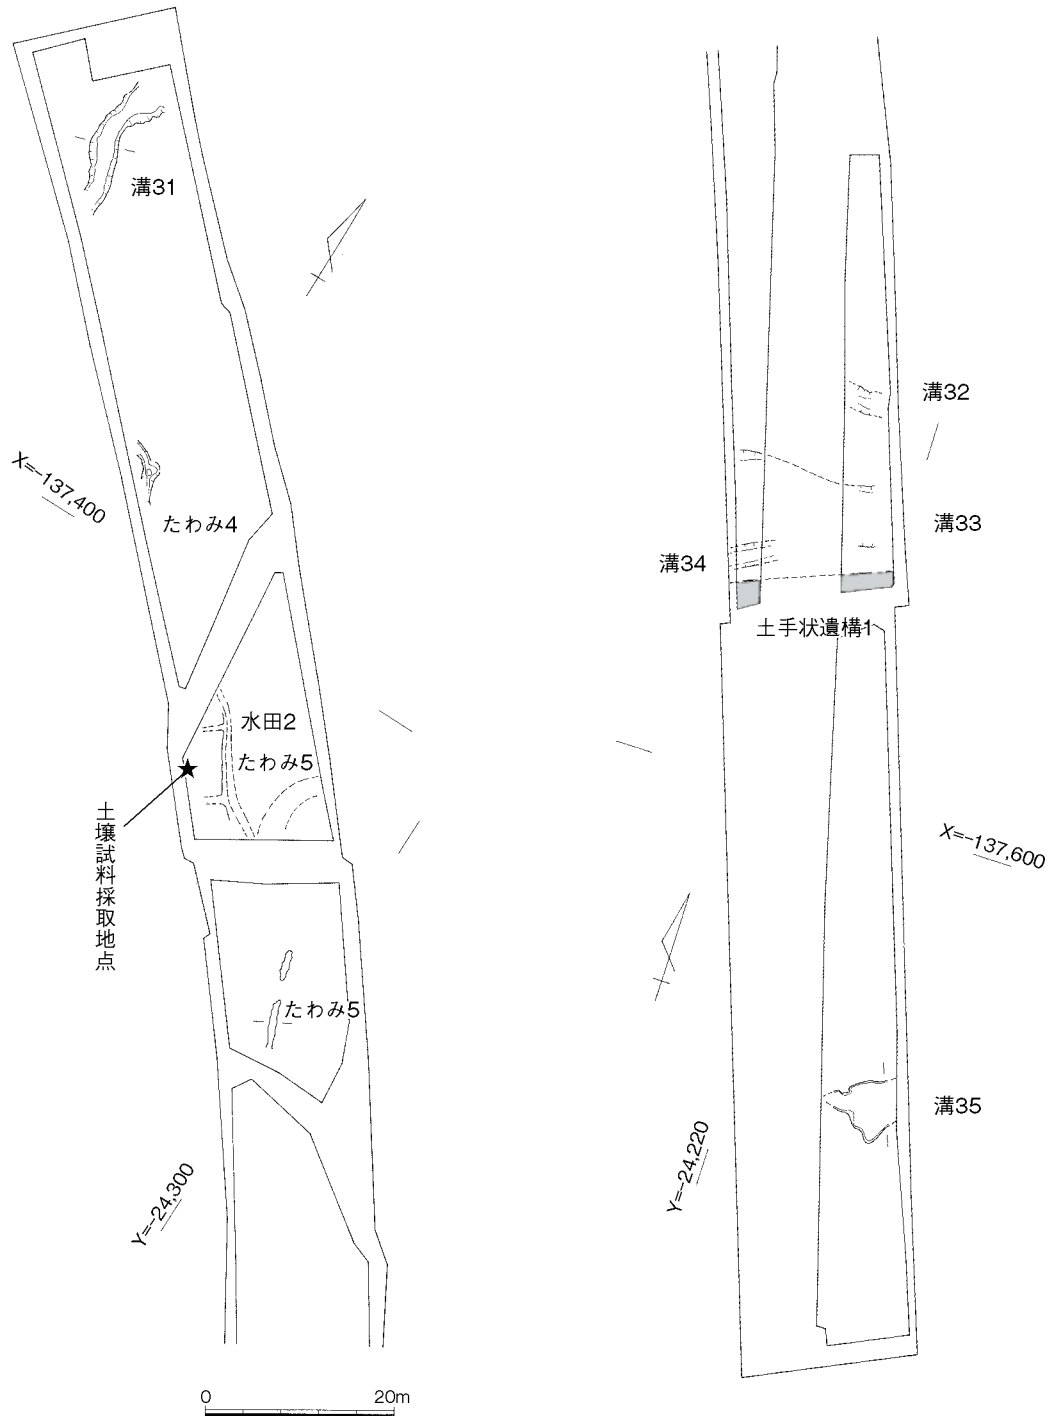 溝31
X=-137,400
たわみ4
水田2
たわみ5
土壌試料採取地点
たわみ5
Y=-24,300
0 20m
溝32
溝33
溝34
土手状遺構1
X=-137,600
溝35
Y=-24,220